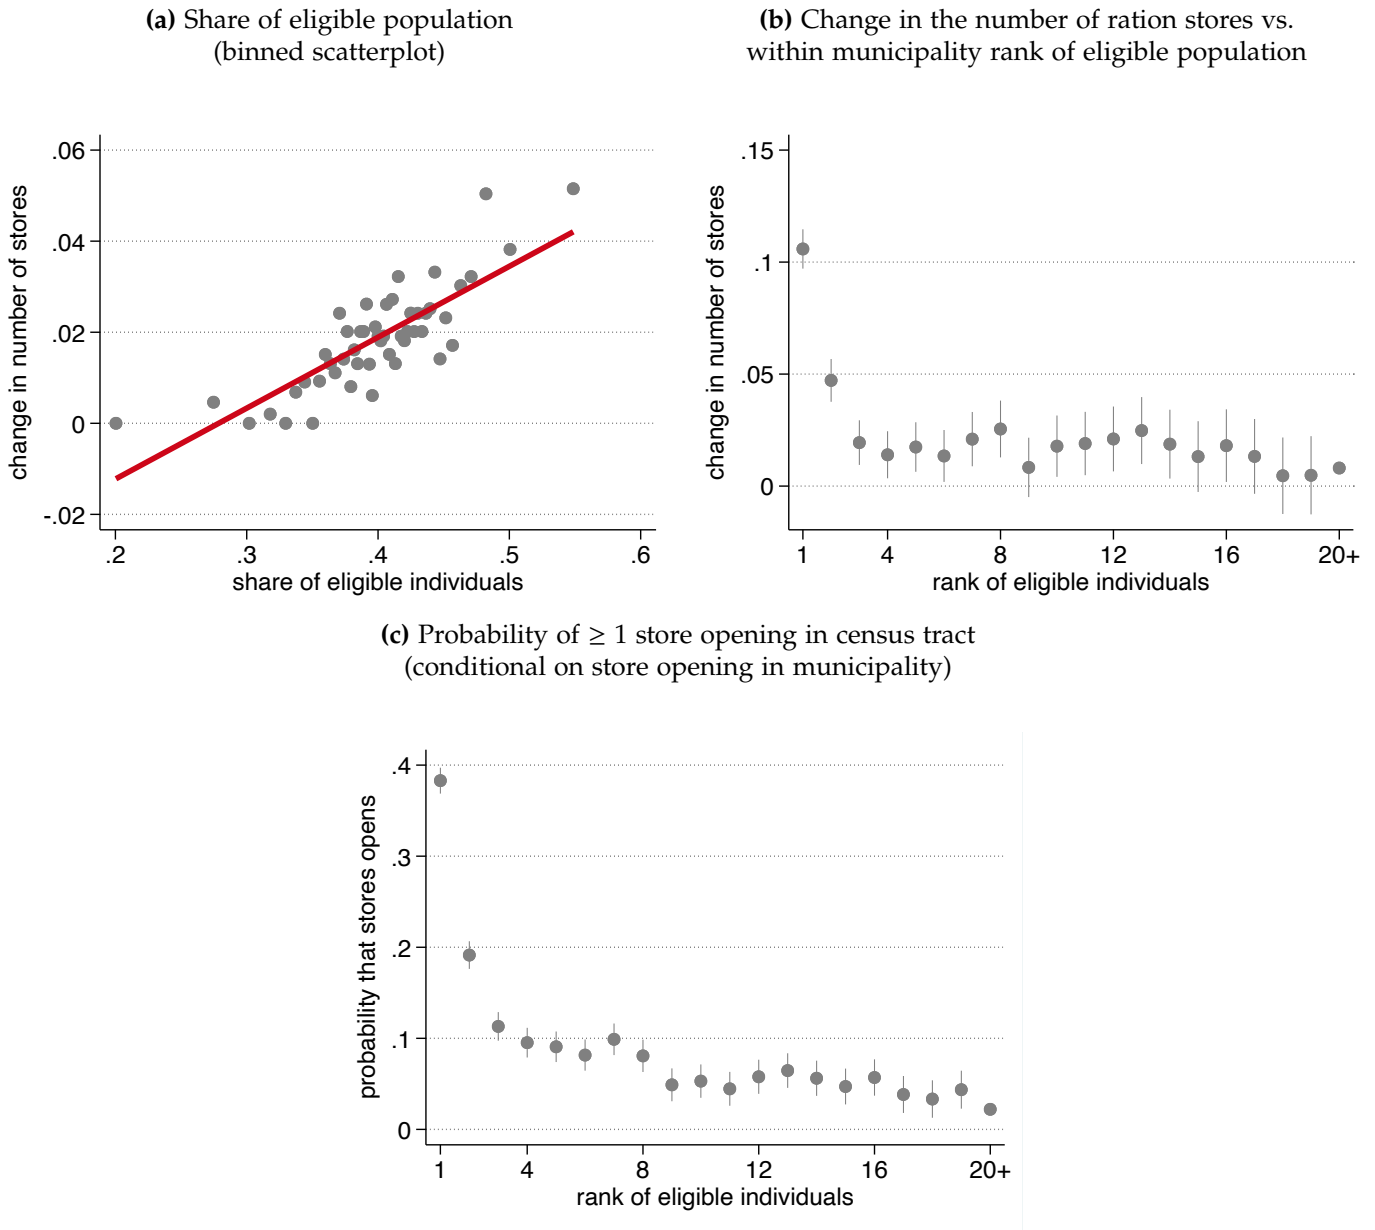 (a) Share of eligible population
(binned scatterplot)
.06
.04
.02
0
-.02
change in number of stores
.2 .3 .4 .5 .6
share of eligible individuals
(b) Change in the number of ration stores vs.
within municipality rank of eligible population
.15
.1
.05
0
change in number of stores
1 4 8 12 16 20+
rank of eligible individuals
(c) Probability of ≥ 1 store opening in census tract
(conditional on store opening in municipality)
.4
.3
.2
.1
0
probability that stores opens
1 4 8 12 16 20+
rank of eligible individuals